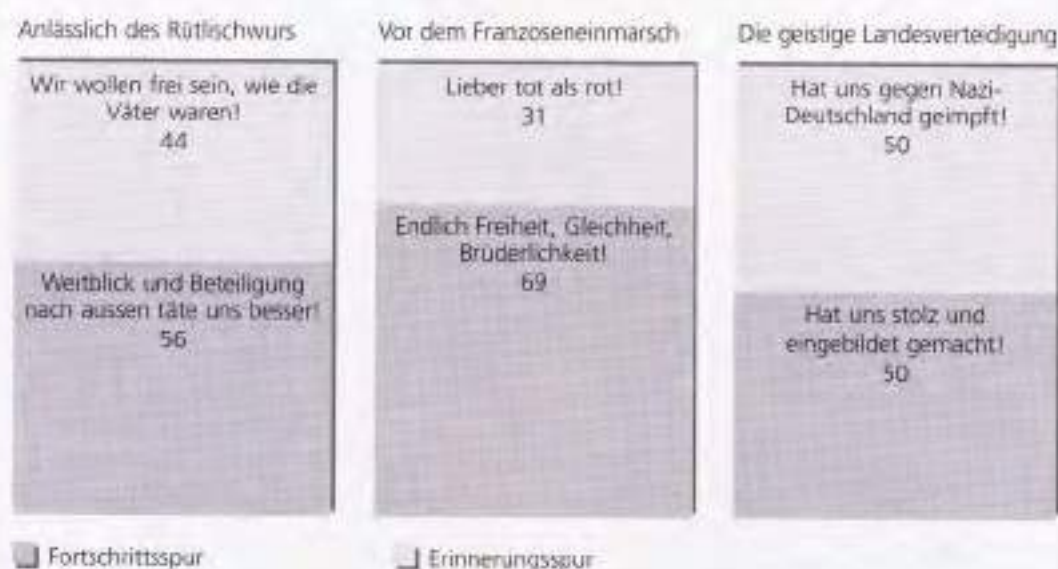 Anlässlich des Rütlischwurs
Wir wollen frei sein, wie die
Väter waren!
44
Weitblick und Beteiligung
nach aussen täte uns besser!
56
Vor dem Franzoseneinmarsch
Lieber tot als rot!
31
Endlich Freiheit, Gleichheit,
Brüderlichkeit!
69
Die geistige Landesverteidigung
Hat uns gegen Nazi-
Deutschland geimpft!
50
Hat uns stolz und
eingebildet gemacht!
50
Fortschrittsspur
Erinnerungsspur